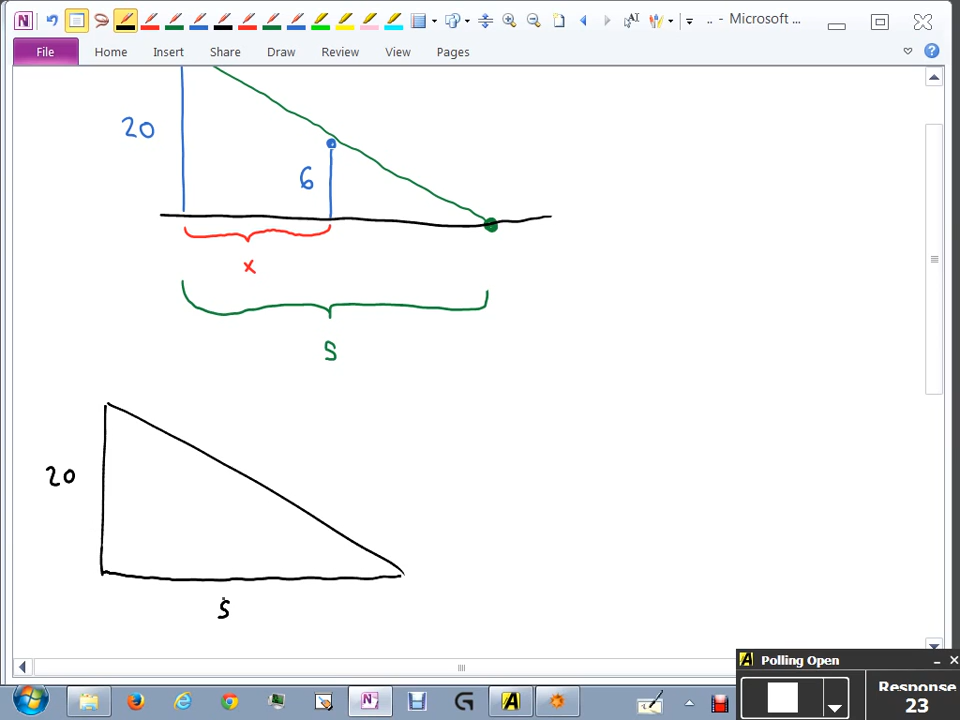 .. - Microsoft ...
File Home Insert Share Draw Review View Pages
20
6
x
s
20
s
Polling Open
Response
23